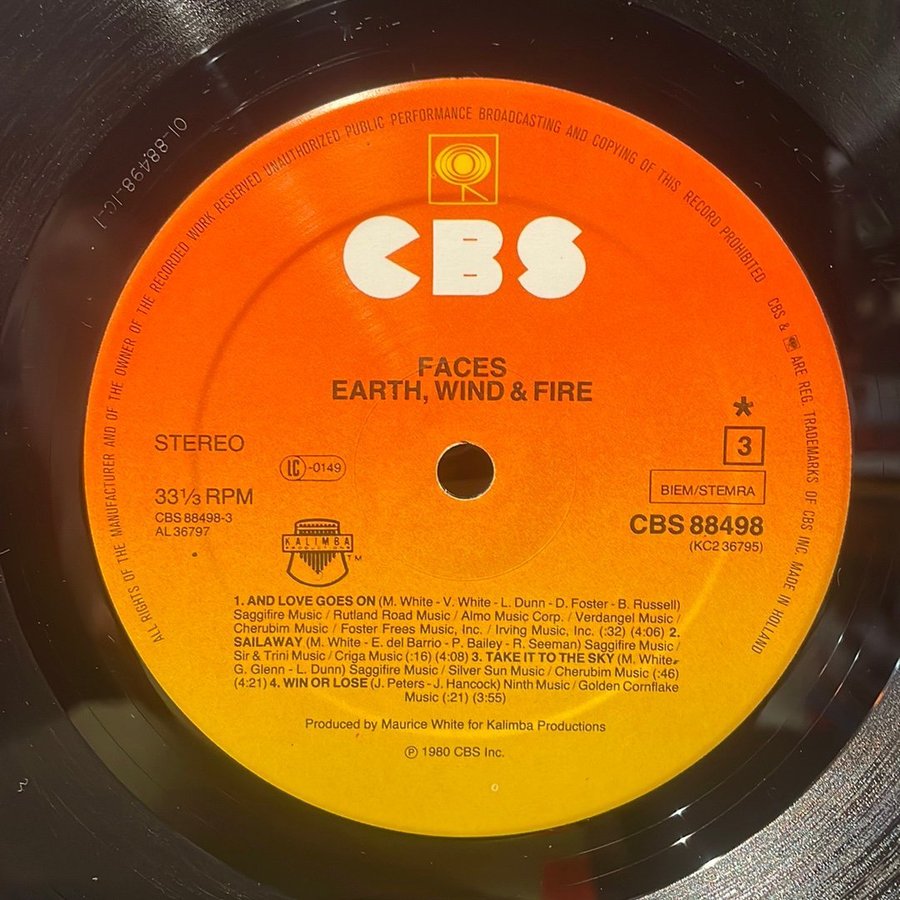 ALL RIGHTS OF THE MANUFACTURER AND OF THE OWNER OF THE RECORDED WORK RESERVED UNAUTHORIZED PUBLIC PERFORMANCE BROADCASTING AND COPYING OF THIS RECORD PROHIBITED CBS & ARE REG. TRADEMARKS OF CBS INC. MADE IN HOLLAND
01-88498-1C-1
CBS
FACES
EARTH, WIND & FIRE
*
STEREO
3
LC-0149
BIEM/STEMRA
33⅓ RPM
CBS 88498-3
AL 36797
CBS 88498
(KC2 36795)
KALIMBA
PRODUCTIONS
TM
1. AND LOVE GOES ON (M. White - V. White - L. Dunn - D. Foster - B. Russell)
Saggifire Music / Rutland Road Music / Almo Music Corp. / Verdangel Music /
Cherubim Music / Foster Frees Music, Inc. / Irving Music. Inc. (:32) (4:06) 2.
SAILAWAY (M. White - E. del Barrio - P. Bailey - R. Seeman) Saggifire Music /
Sir & Trini Music / Criga Music (:16) (4:08) 3. TAKE IT TO THE SKY (M. White
G. Glenn - L. Dunn) Saggifire Music / Silver Sun Music / Cherubim Music (:46)
(4:21) 4. WIN OR LOSE (J. Peters - J. Hancock) Ninth Music / Golden Cornflake
Music (:21) (3:55)
Produced by Maurice White for Kalimba Productions
℗ 1980 CBS Inc.